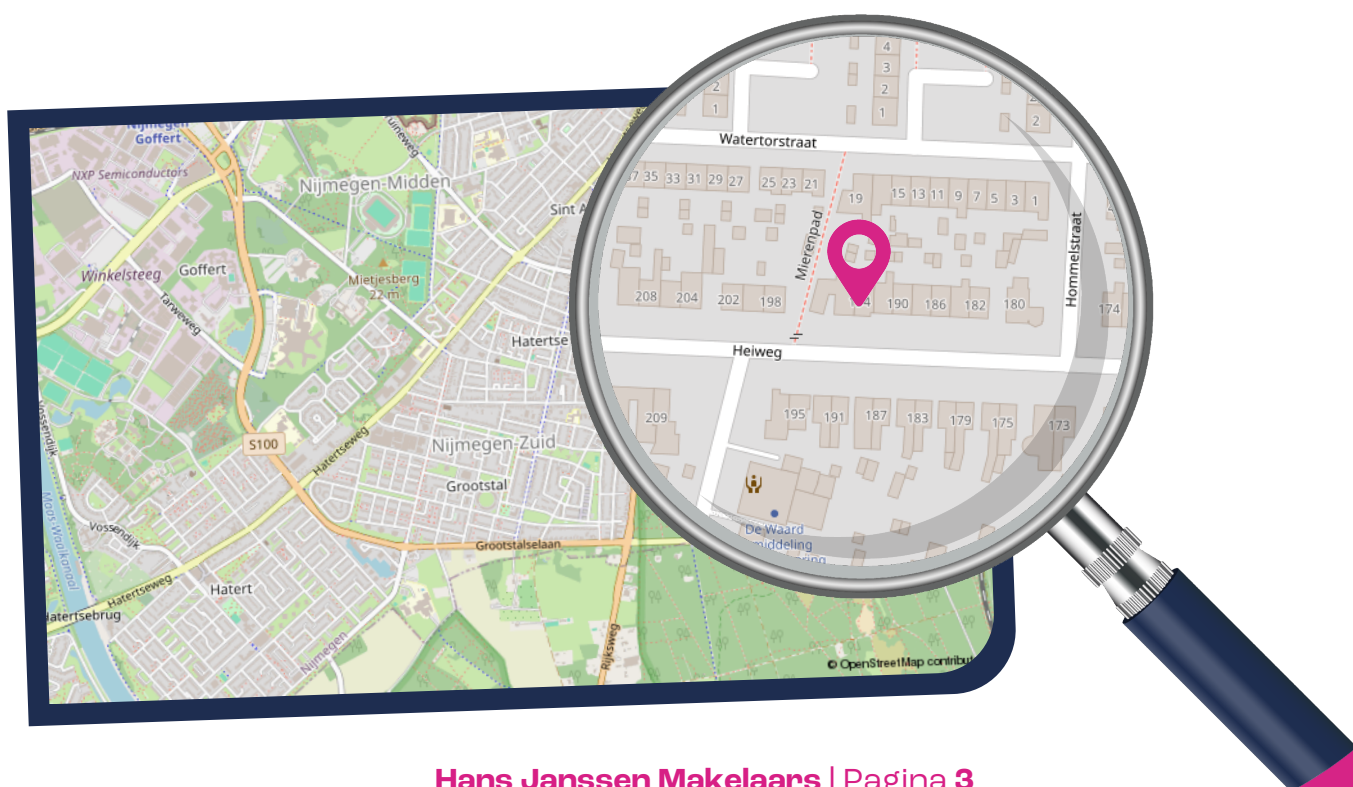 Nijmegen
Goffert
NXP Semiconductors
Nijmegen-Midden
Sint A
Winkelsteeg
Goffert
Mietjesberg
22 m
Tarweweg
Hatertse
Vossendijk
S100
Hatertseweg
Nijmegen-Zuid
Grootstal
Maas-Waalkanaal
Vossendijk
Grootstalselaan
Hatertseweg
Hatert
Hatertsebrug
Nijmegen
Rijksweg
© OpenStreetMap contribut
4
3
2
1
2
1
2
Watertorstraat
37 35 33 31 29 27 25 23 21
19 15 13 11 9 7 5 3 1
Mierenpad
Hommelstraat
208 204 202 198
190 186 182 180 174
Heiweg
209 195 191 187 183 179 175 173
De Waard
middeling
ring
Hans Janssen Makelaars | Pagina 3